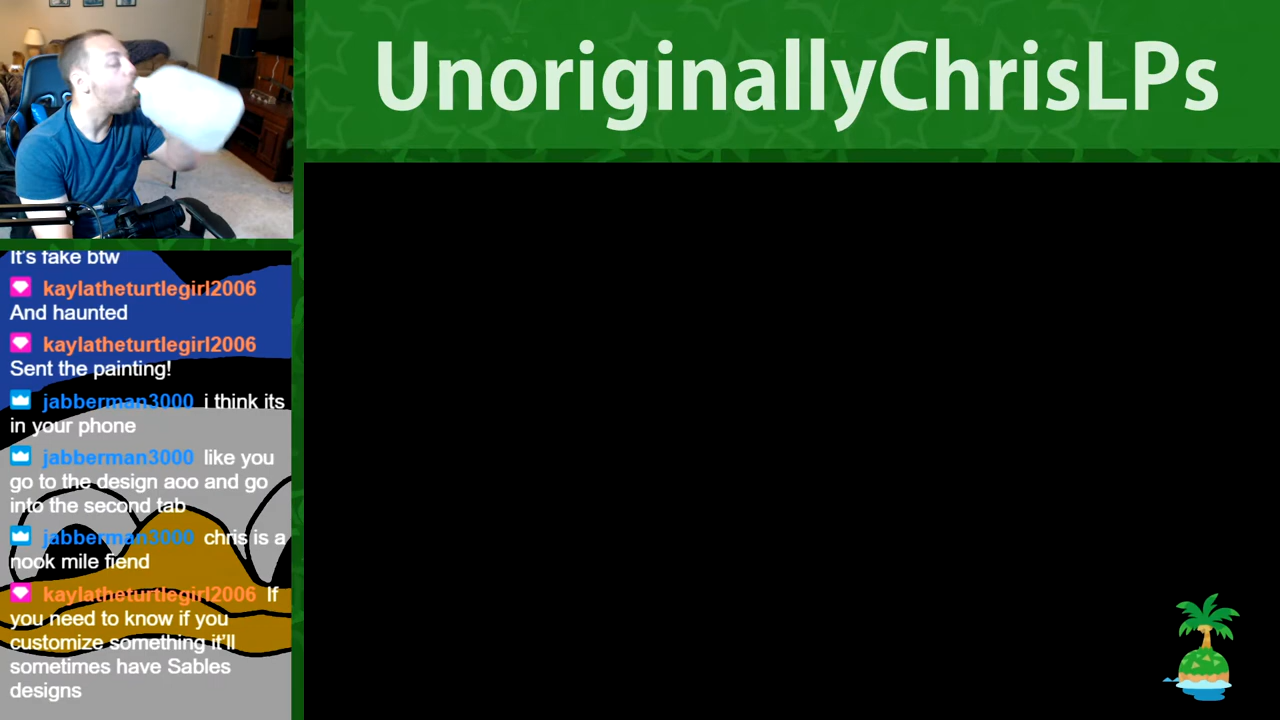 UnoriginallyChrisLPs
It's fake btw
kaylatheturtlegirl2006
And haunted
kaylatheturtlegirl2006
Sent the painting!
jabberman3000 i think its
in your phone
jabberman3000 like you
go to the design aoo and go
into the second tab
jabberman3000 chris is a
nook mile fiend
kaylatheturtlegirl2006 If
you need to know if you
customize something it'll
sometimes have Sables
designs